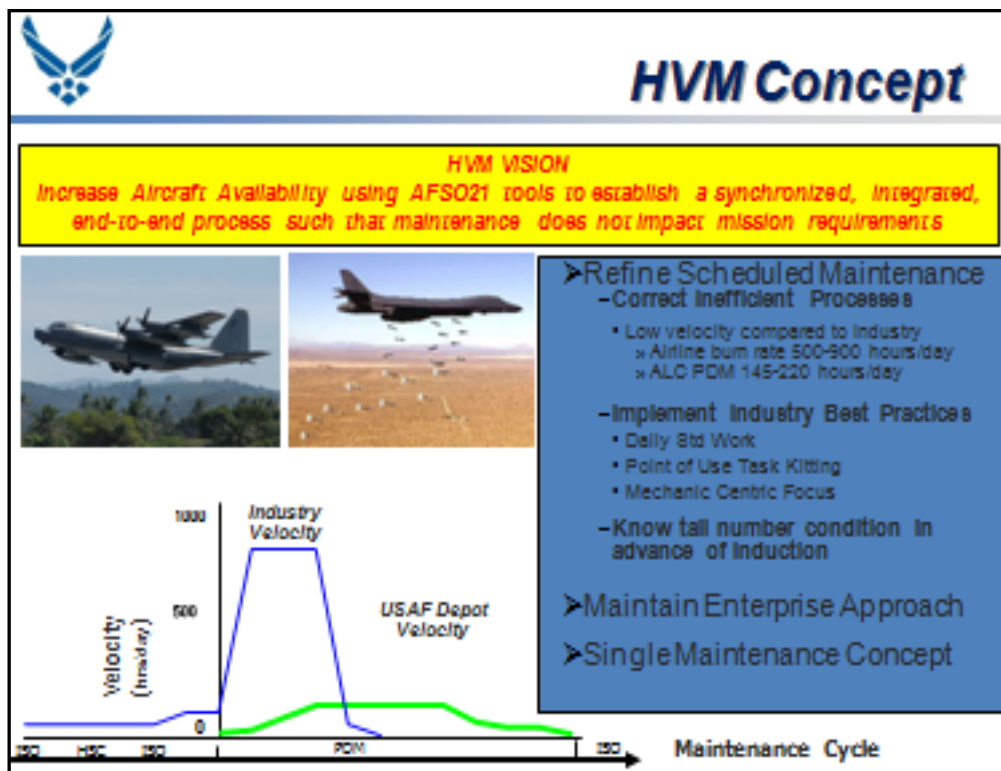 HVM Concept
HVM VISION
Increase Aircraft Availability using AFSO21 tools to establish a synchronized, integrated,
end-to-end process such that maintenance does not impact mission requirements
➢Refine Scheduled Maintenance
–Correct Inefficient Processes
▪ Low velocity compared to industry
» Airline burn rate 500-900 hours/day
» ALC PDM 145-220 hours/day
–Implement Industry Best Practices
▪ Daily Std Work
▪ Point of Use Task Kitting
▪ Mechanic Centric Focus
–Know tail number condition in
advance of induction
➢Maintain Enterprise Approach
➢Single Maintenance Concept
1000
Industry
Velocity
500
USAF Depot
Velocity
Velocity
(hrs/day)
0
ISO HSC ISO PDM ISO
Maintenance Cycle